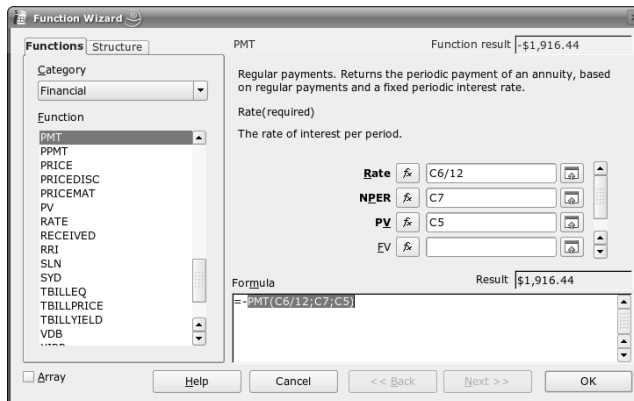 Function Wizard
Functions Structure
PMT Function result -$1,916.44
Category
Financial
Function
PMT
PPMT
PRICE
PRICEDISC
PRICEMAT
PV
RATE
RECEIVED
RRI
SLN
SYD
TBILLEQ
TBILLPRICE
TBILLYIELD
VDB
Regular payments. Returns the periodic payment of an annuity, based
on regular payments and a fixed periodic interest rate.
Rate(required)
The rate of interest per period.
Rate fx C6/12
NPER fx C7
PV fx C5
FV fx
Formula Result $1,916.44
=-PMT(C6/12;C7;C5)
Array Help Cancel << Back Next >> OK